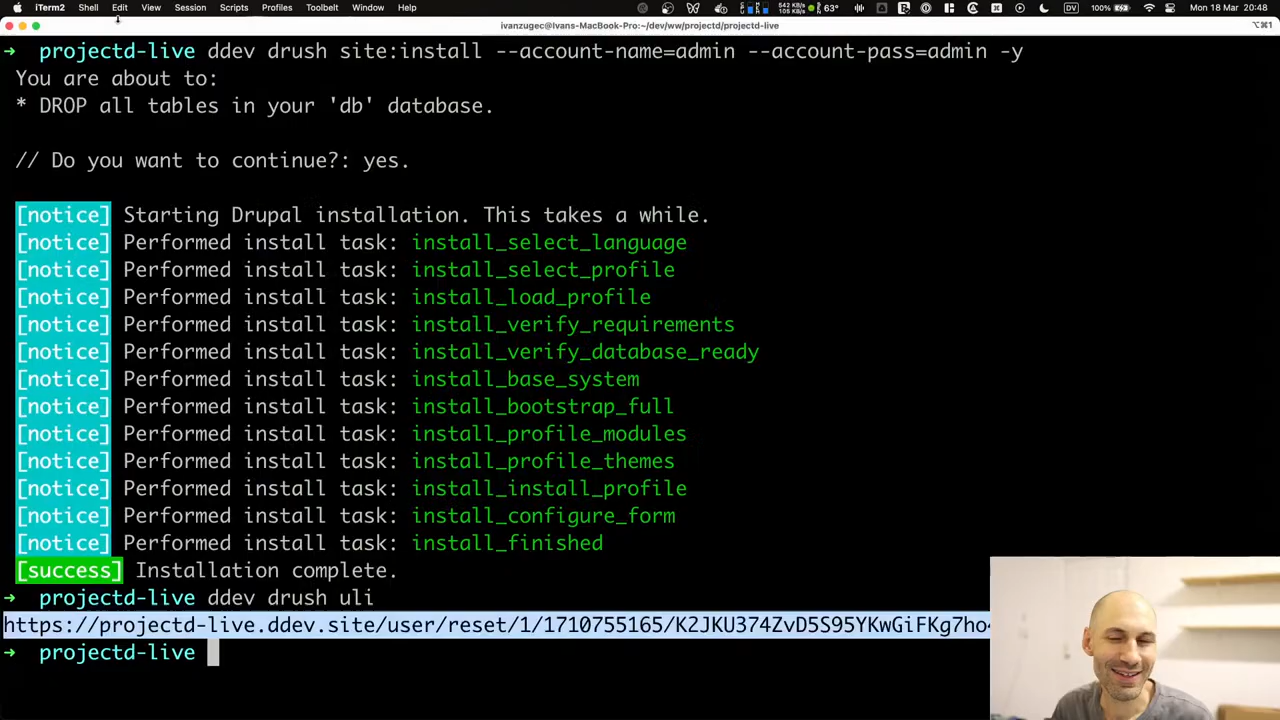 iTerm2 Shell Edit View Session Scripts Profiles Toolbelt Window Help 542 KB/s 63° 100% Mon 18 Mar 20:48
ivanzugec@Ivans-MacBook-Pro:~/dev/ww/projectd/projectd-live ⌥⌘1
➜ projectd-live ddev drush site:install --account-name=admin --account-pass=admin -y
You are about to:
* DROP all tables in your 'db' database.
// Do you want to continue?: yes.
[notice] Starting Drupal installation. This takes a while.
[notice] Performed install task: install_select_language
[notice] Performed install task: install_select_profile
[notice] Performed install task: install_load_profile
[notice] Performed install task: install_verify_requirements
[notice] Performed install task: install_verify_database_ready
[notice] Performed install task: install_base_system
[notice] Performed install task: install_bootstrap_full
[notice] Performed install task: install_profile_modules
[notice] Performed install task: install_profile_themes
[notice] Performed install task: install_install_profile
[notice] Performed install task: install_configure_form
[notice] Performed install task: install_finished
[success] Installation complete.
➜ projectd-live ddev drush uli
https://projectd-live.ddev.site/user/reset/1/1710755165/K2JKU374ZvD5S95YKwGiFKg7ho
➜ projectd-live